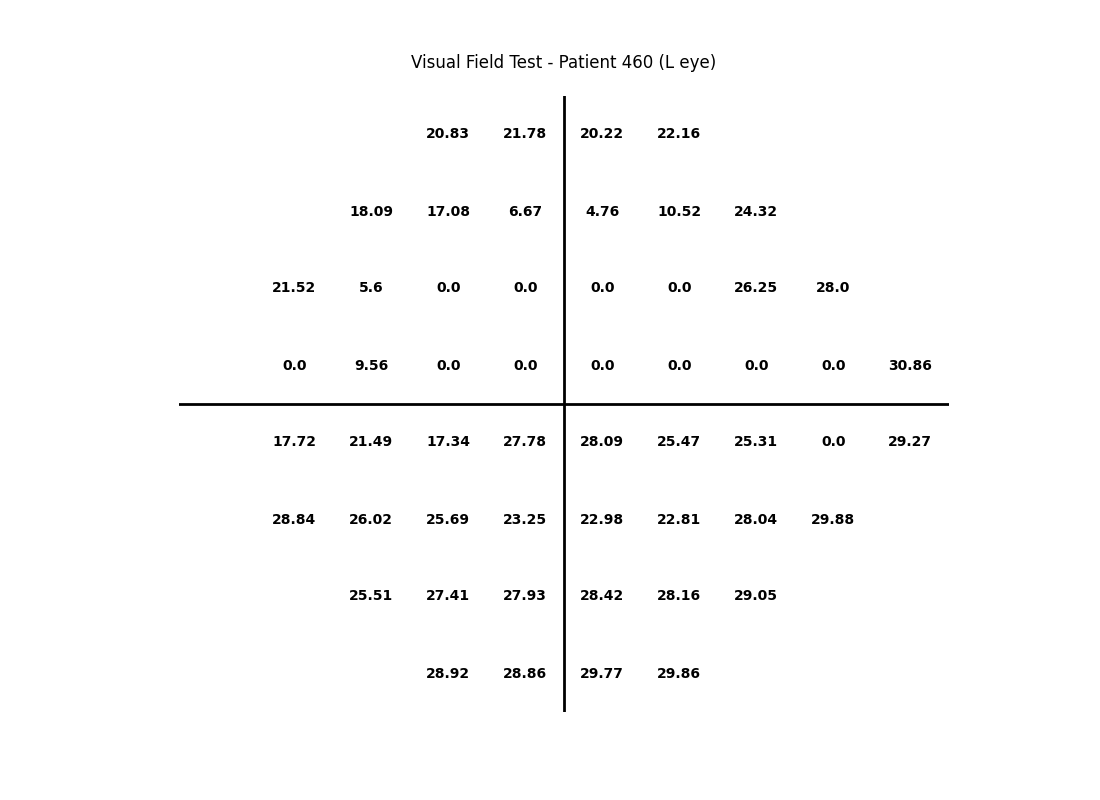 Visual Field Test - Patient 460 (L eye)
20.83 21.78 20.22 22.16
18.09 17.08 6.67 4.76 10.52 24.32
21.52 5.6 0.0 0.0 0.0 0.0 26.25 28.0
0.0 9.56 0.0 0.0 0.0 0.0 0.0 0.0 30.86
17.72 21.49 17.34 27.78 28.09 25.47 25.31 0.0 29.27
28.84 26.02 25.69 23.25 22.98 22.81 28.04 29.88
25.51 27.41 27.93 28.42 28.16 29.05
28.92 28.86 29.77 29.86